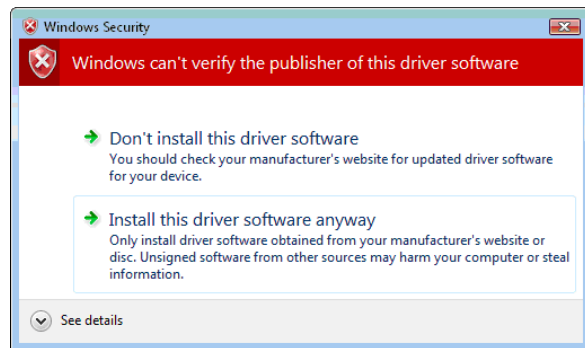 Windows Security
Windows can't verify the publisher of this driver software
Don't install this driver software
You should check your manufacturer's website for updated driver software
for your device.
Install this driver software anyway
Only install driver software obtained from your manufacturer's website or
disc. Unsigned software from other sources may harm your computer or steal
information.
See details